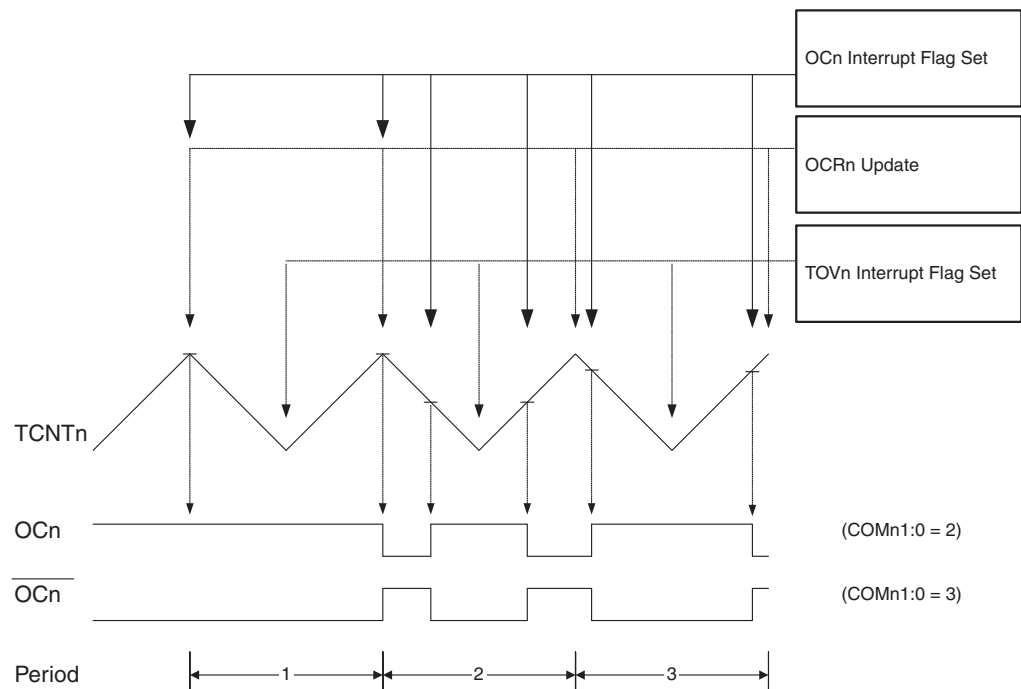 OCn Interrupt Flag Set
OCRn Update
TOVn Interrupt Flag Set
TCNTn
OCn
(COMn1:0 = 2)
OCn
(COMn1:0 = 3)
Period
1
2
3